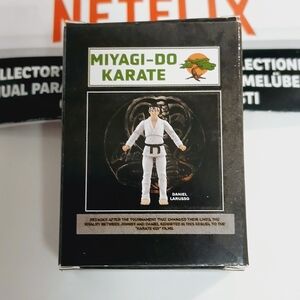 NETFLIX
MIYAGI-DO
KARATE
DANIEL
LARUSSO
DECADES AFTER THE TOURNAMENT THAT CHANGED THEIR LIVES, THE
RIVALRY BETWEEN JOHNNY AND DANIEL REIGNITES IN THIS SEQUEL TO THE
"KARATE KID" FILMS.